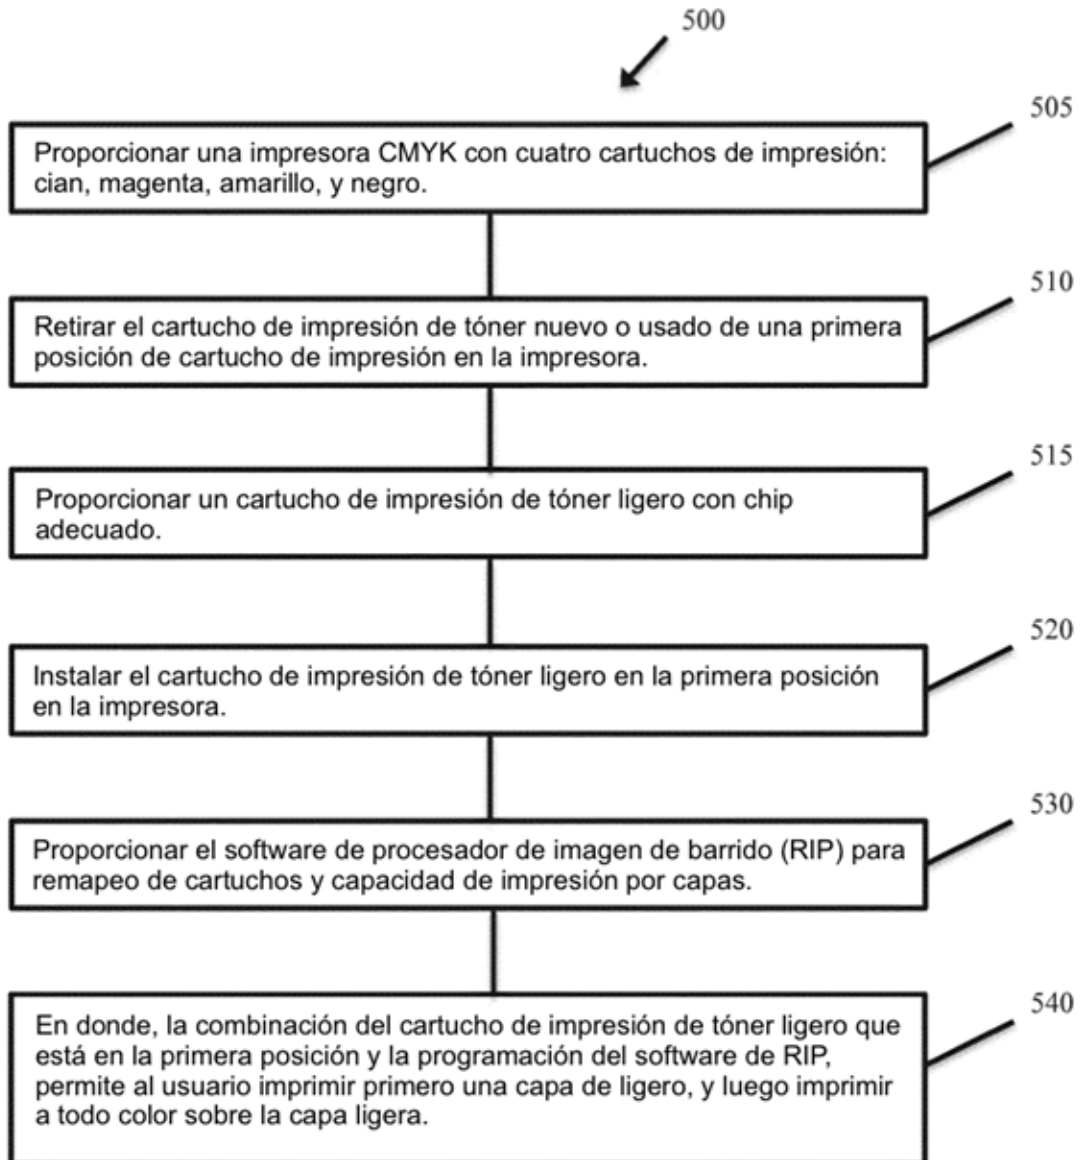 500
505
Proporcionar una impresora CMYK con cuatro cartuchos de impresión:
cian, magenta, amarillo, y negro.
510
Retirar el cartucho de impresión de tóner nuevo o usado de una primera
posición de cartucho de impresión en la impresora.
515
Proporcionar un cartucho de impresión de tóner ligero con chip
adecuado.
520
Instalar el cartucho de impresión de tóner ligero en la primera posición
en la impresora.
530
Proporcionar el software de procesador de imagen de barrido (RIP) para
remapeo de cartuchos y capacidad de impresión por capas.
540
En donde, la combinación del cartucho de impresión de tóner ligero que
está en la primera posición y la programación del software de RIP,
permite al usuario imprimir primero una capa de ligero, y luego imprimir
a todo color sobre la capa ligera.